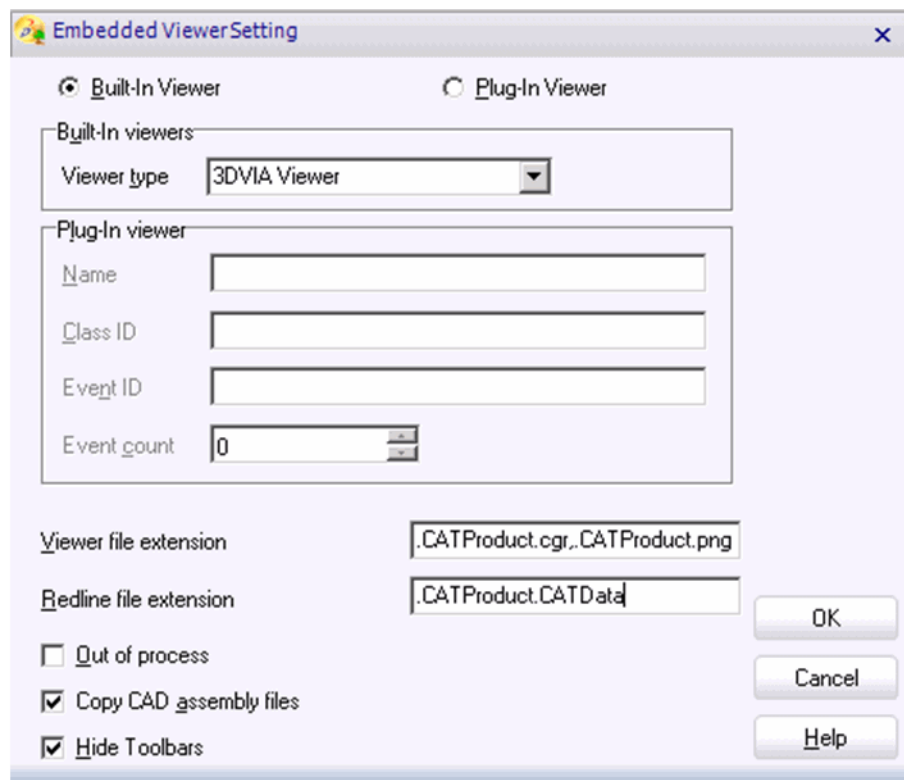 Embedded ViewerSetting
Built-In Viewer Plug-In Viewer
Built-In viewers
Viewer type 3DVIA Viewer
Plug-In viewer
Name
Class ID
Event ID
Event count 0
Viewer file extension .CATProduct.cgr,.CATProduct.png
Redline file extension .CATProduct.CATData
OK
Out of process
Cancel
Copy CAD assembly files
Help
Hide Toolbars